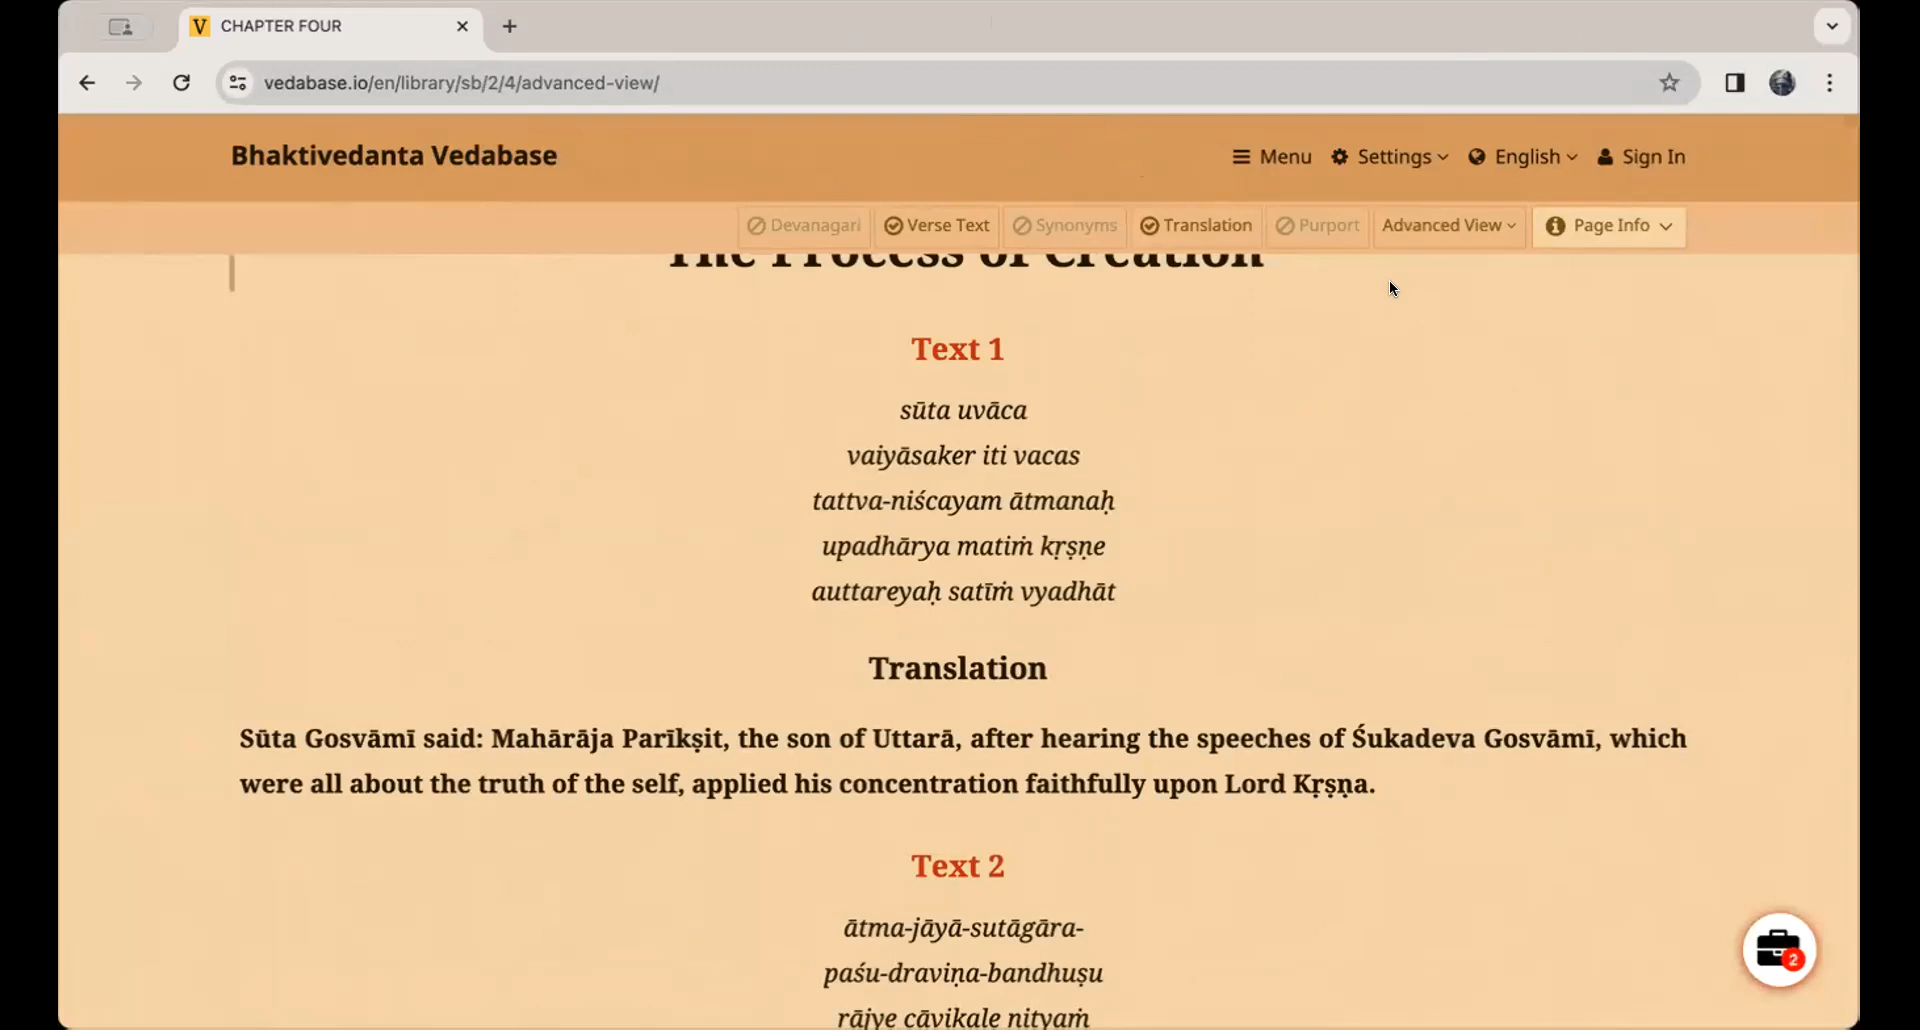 CHAPTER FOUR
vedabase.io/en/library/sb/2/4/advanced-view/
Bhaktivedanta Vedabase
Menu Settings English Sign In
Devanagari Verse Text Synonyms Translation Purport Advanced View Page Info
The Process of Creation
Text 1
sūta uvāca
vaiyāsaker iti vacas
tattva-niścayam ātmanaḥ
upadhārya matiṁ kṛṣṇe
auttareyaḥ satīṁ vyadhāt
Translation
Sūta Gosvāmī said: Mahārāja Parīkṣit, the son of Uttarā, after hearing the speeches of Śukadeva Gosvāmī, which
were all about the truth of the self, applied his concentration faithfully upon Lord Kṛṣṇa.
Text 2
ātma-jāyā-sutāgāra-
paśu-draviṇa-bandhuṣu
rājye cāvikale nityaṁ
2